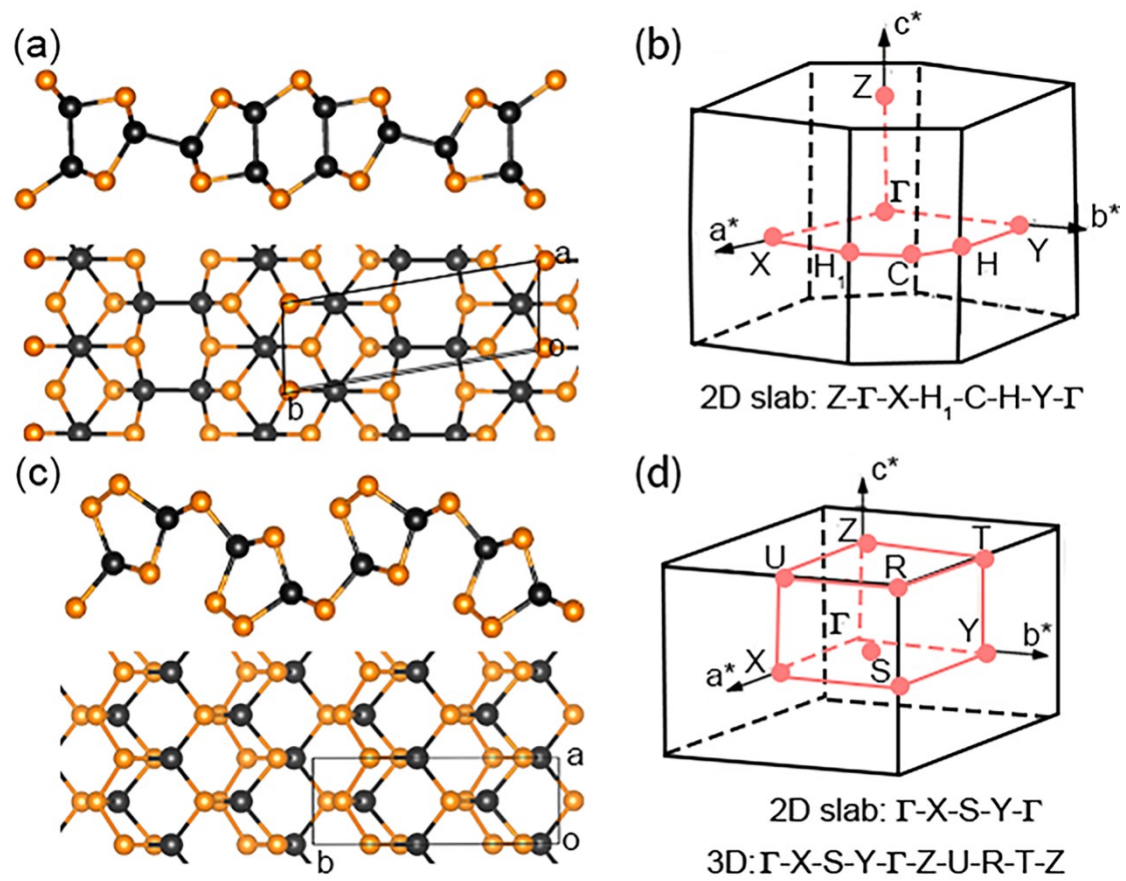 (a)
a
o
b
(b)
c*
Z
Γ
a*
b*
X
H₁
C
H
Y
2D slab: Z-Γ-X-H₁-C-H-Y-Γ
(c)
a
o
b
(d)
c*
Z
T
U
R
Γ
Y
b*
X
S
a*
2D slab: Γ-X-S-Y-Γ
3D:Γ-X-S-Y-Γ-Z-U-R-T-Z